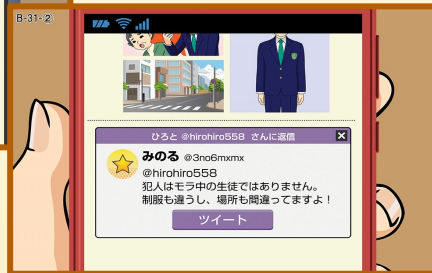 B-31-2
ひろと @hirohiro558 さんに返信
みのる @3no6mxmx
@hirohiro558
犯人はモラ中の生徒ではありません。
制服も違うし、場所も間違ってますよ！
ツイート